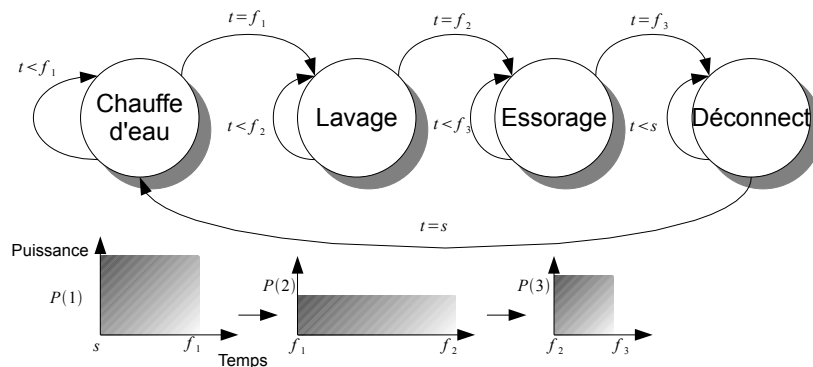 t=f₁
t=f₂
t=f₃
t<f₁
Chauffe
d'eau
t<f₂
Lavage
t<f₃
Essorage
t<s
Déconnect
t=s
Puissance
P(1)
P(2)
P(3)
s
f₁
Temps
f₁
f₂
f₂
f₃